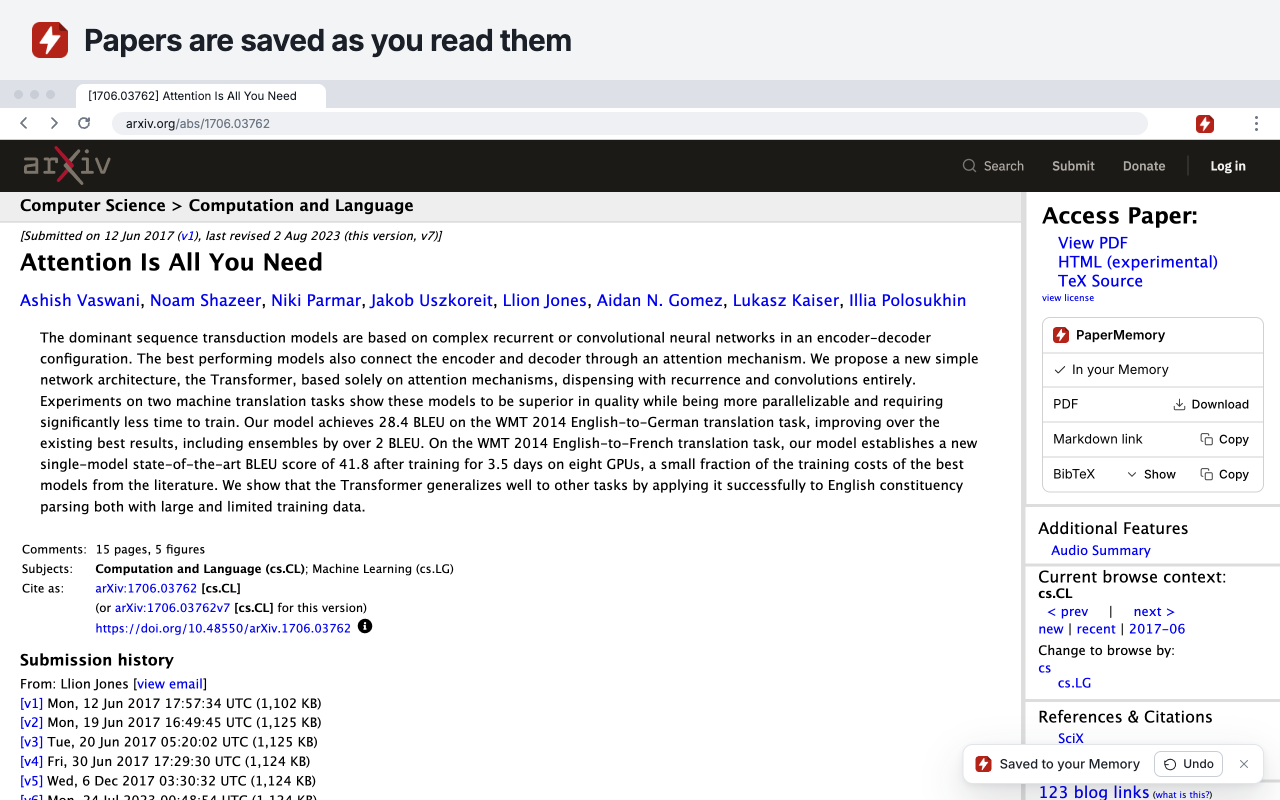 Papers are saved as you read them
[1706.03762] Attention Is All You Need
arxiv.org/abs/1706.03762
arXiv
Search
Submit
Donate
Log in
Computer Science > Computation and Language
[Submitted on 12 Jun 2017 (v1), last revised 2 Aug 2023 (this version, v7)]
Attention Is All You Need
Ashish Vaswani, Noam Shazeer, Niki Parmar, Jakob Uszkoreit, Llion Jones, Aidan N. Gomez, Lukasz Kaiser, Illia Polosukhin
The dominant sequence transduction models are based on complex recurrent or convolutional neural networks in an encoder-decoder
configuration. The best performing models also connect the encoder and decoder through an attention mechanism. We propose a new simple
network architecture, the Transformer, based solely on attention mechanisms, dispensing with recurrence and convolutions entirely.
Experiments on two machine translation tasks show these models to be superior in quality while being more parallelizable and requiring
significantly less time to train. Our model achieves 28.4 BLEU on the WMT 2014 English-to-German translation task, improving over the
existing best results, including ensembles by over 2 BLEU. On the WMT 2014 English-to-French translation task, our model establishes a new
single-model state-of-the-art BLEU score of 41.8 after training for 3.5 days on eight GPUs, a small fraction of the training costs of the best
models from the literature. We show that the Transformer generalizes well to other tasks by applying it successfully to English constituency
parsing both with large and limited training data.
Comments: 15 pages, 5 figures
Subjects: Computation and Language (cs.CL); Machine Learning (cs.LG)
Cite as: arXiv:1706.03762 [cs.CL]
(or arXiv:1706.03762v7 [cs.CL] for this version)
https://doi.org/10.48550/arXiv.1706.03762
Submission history
From: Llion Jones [view email]
[v1] Mon, 12 Jun 2017 17:57:34 UTC (1,102 KB)
[v2] Mon, 19 Jun 2017 16:49:45 UTC (1,125 KB)
[v3] Tue, 20 Jun 2017 05:20:02 UTC (1,125 KB)
[v4] Fri, 30 Jun 2017 17:29:30 UTC (1,124 KB)
[v5] Wed, 6 Dec 2017 03:30:32 UTC (1,124 KB)
[v6] Mon, 24 Jul 2023 00:48:54 UTC (1,124 KB)
Access Paper:
View PDF
HTML (experimental)
TeX Source
view license
PaperMemory
In your Memory
PDF Download
Markdown link Copy
BibTeX Show Copy
Additional Features
Audio Summary
Current browse context:
cs.CL
< prev | next >
new | recent | 2017-06
Change to browse by:
cs
cs.LG
References & Citations
SciX
Saved to your Memory Undo
123 blog links (what is this?)